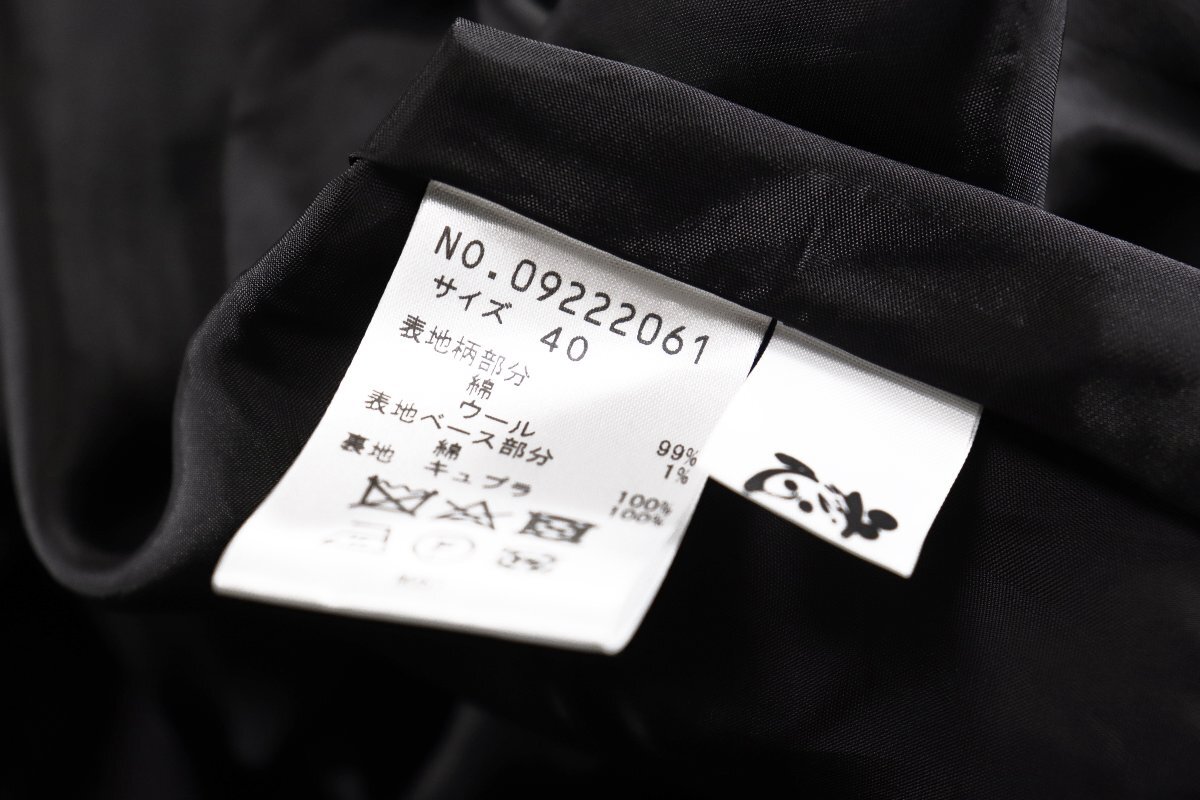 NO.09222061
サイズ 40
表地柄部分
綿 99%
ウール 1%
表地ベース部分
綿 100%
裏地 キュプラ 100%